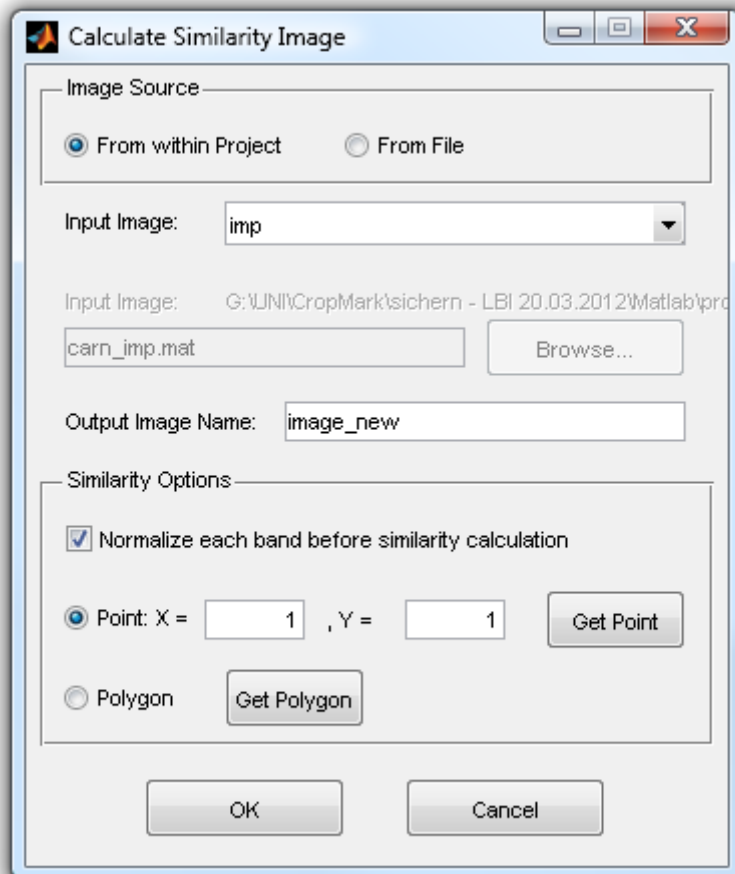 Calculate Similarity Image
Image Source
From within Project From File
Input Image: imp
Input Image: G:\UNI\CropMark\sichern - LBI 20.03.2012\Matlab\pro
carn_imp.mat Browse...
Output Image Name: image_new
Similarity Options
Normalize each band before similarity calculation
Point: X = 1 , Y = 1 Get Point
Polygon Get Polygon
OK Cancel